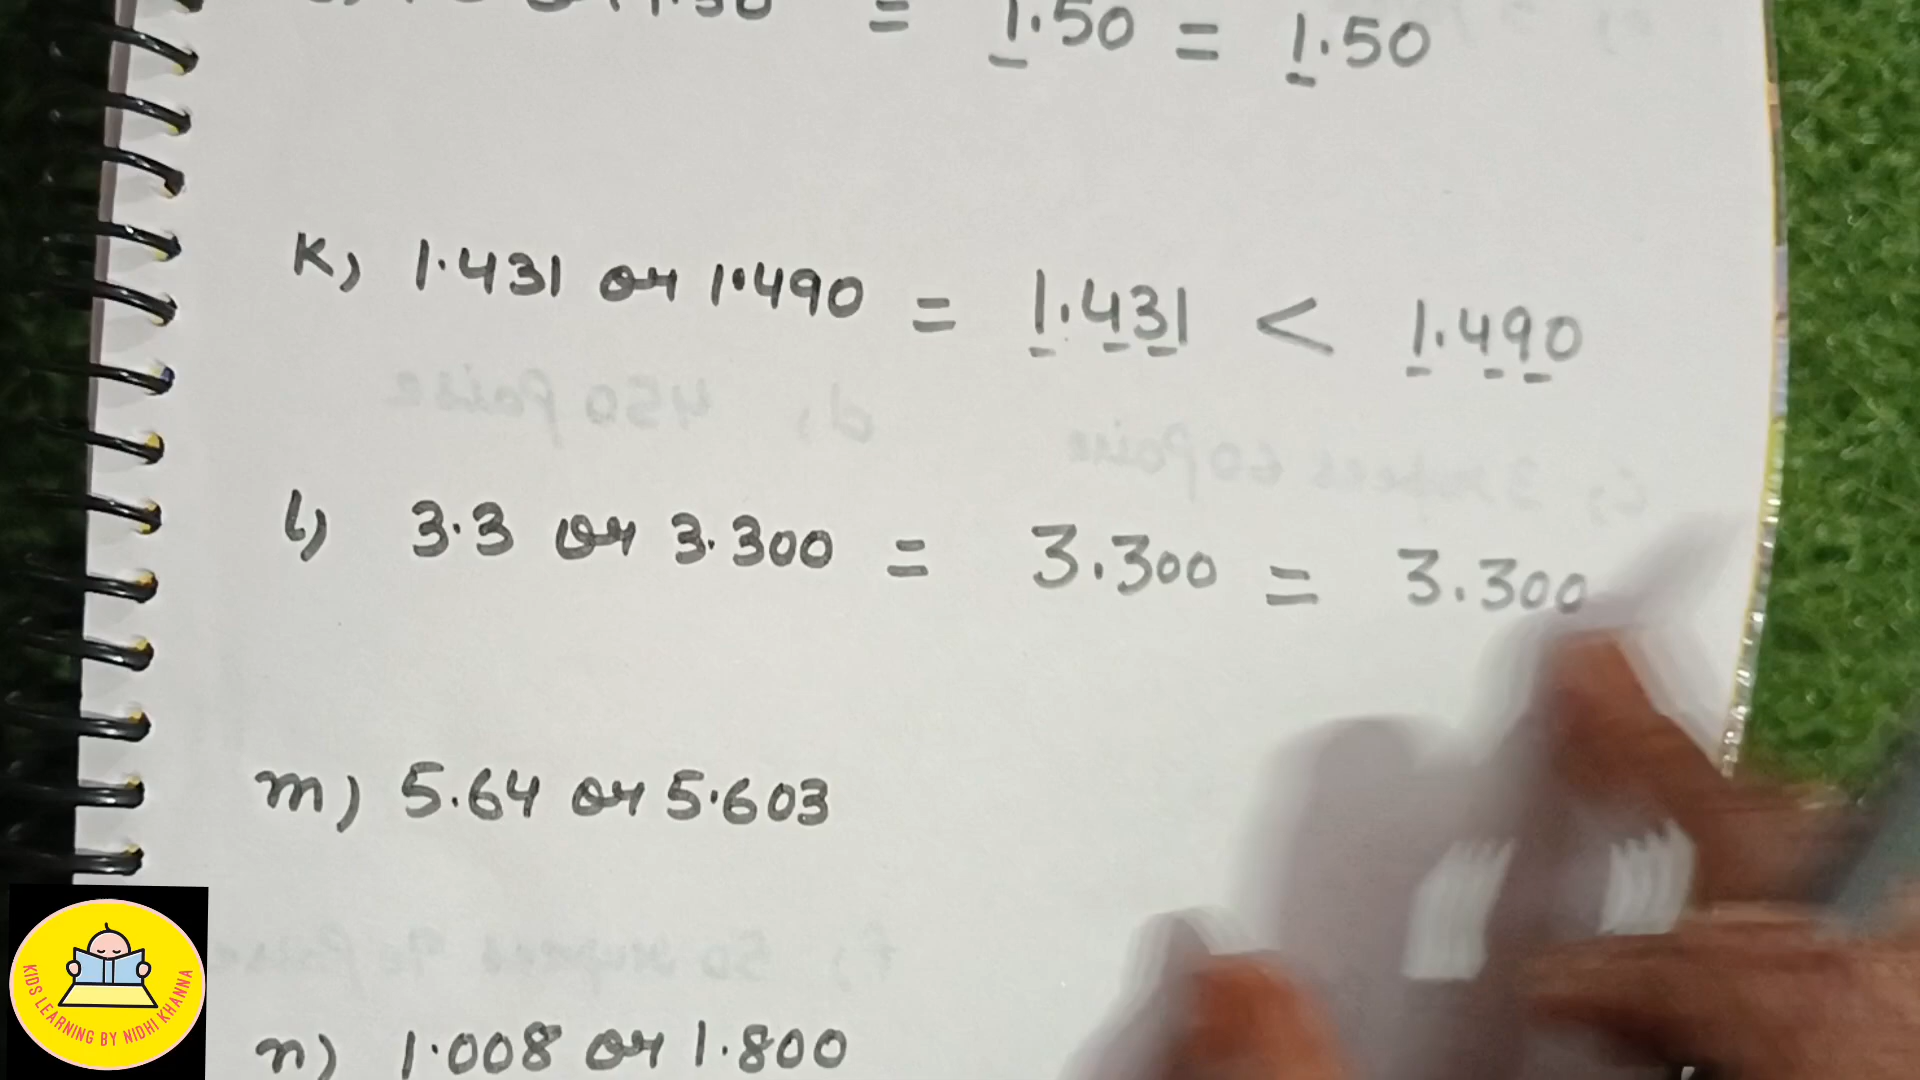 = 1.50 = 1.50
K) 1.431 or 1.490 = 1.431 < 1.490
l) 3.3 or 3.300 = 3.300 = 3.300
m) 5.64 or 5.603
n) 1.008 or 1.800
KIDS LEARNING BY NIDHI KHANNA